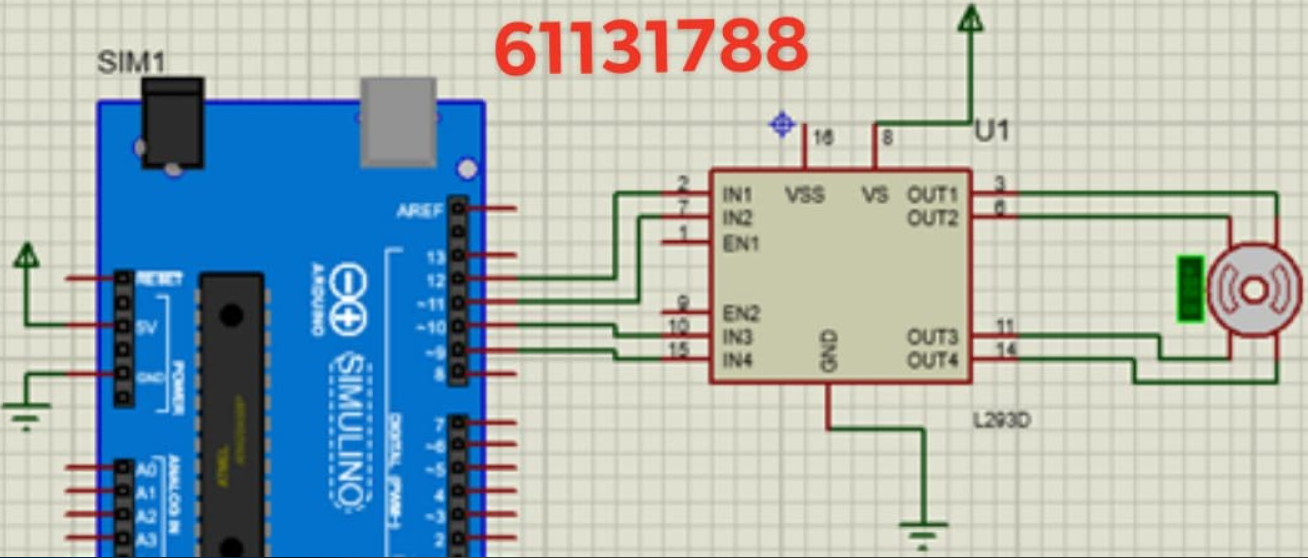 61131788
SIM1
U1
16
8
AREF
13
12
~11
~10
~9
8
RESET
5V
GND
POWER
ARDUINO
SIMULINO
DIGITAL (PWM~)
7
~6
~5
4
~3
2
A0
A1
A2
A3
ANALOG IN
ATMEL
2
7
1
9
10
15
IN1
IN2
EN1
EN2
IN3
IN4
VSS
VS
GND
OUT1
OUT2
OUT3
OUT4
3
6
11
14
L293D